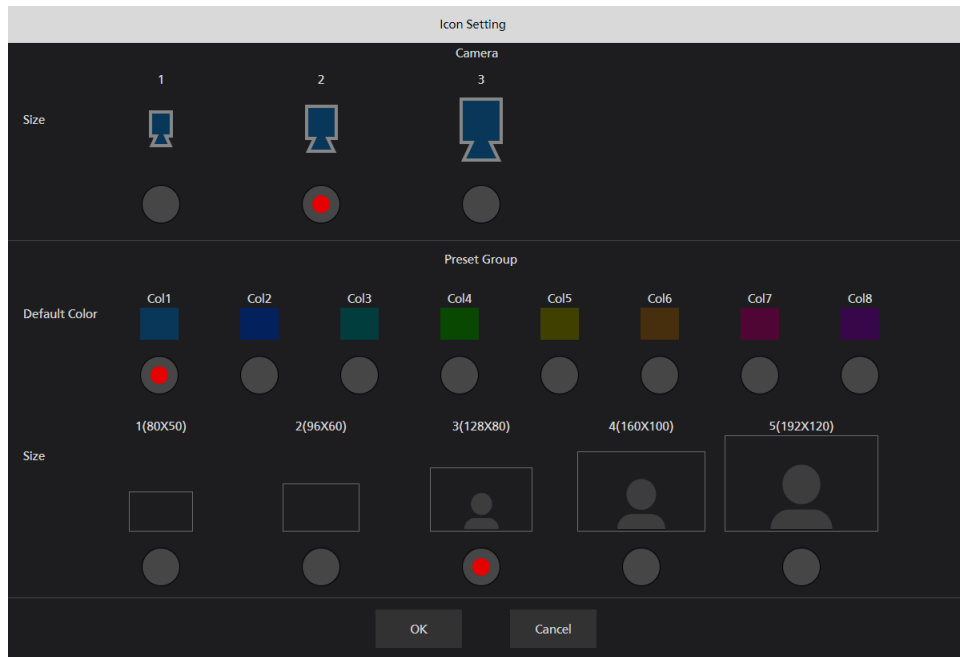 Icon Setting
Camera
1 2 3
Size
Preset Group
Col1 Col2 Col3 Col4 Col5 Col6 Col7 Col8
Default Color
1(80X50) 2(96X60) 3(128X80) 4(160X100) 5(192X120)
Size
OK Cancel